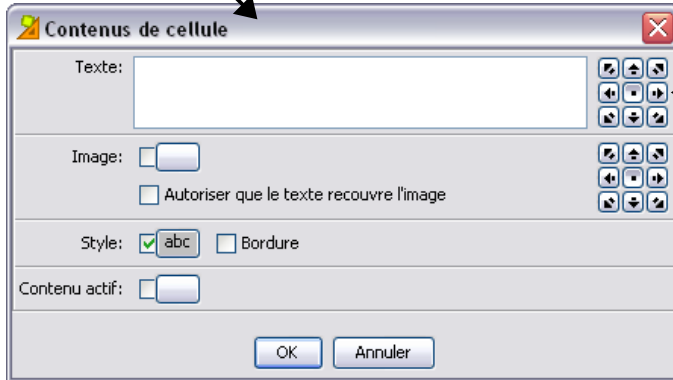 Contenus de cellule
Texte:
Image:
Autoriser que le texte recouvre l'image
Style: abc Bordure
Contenu actif:
OK Annuler